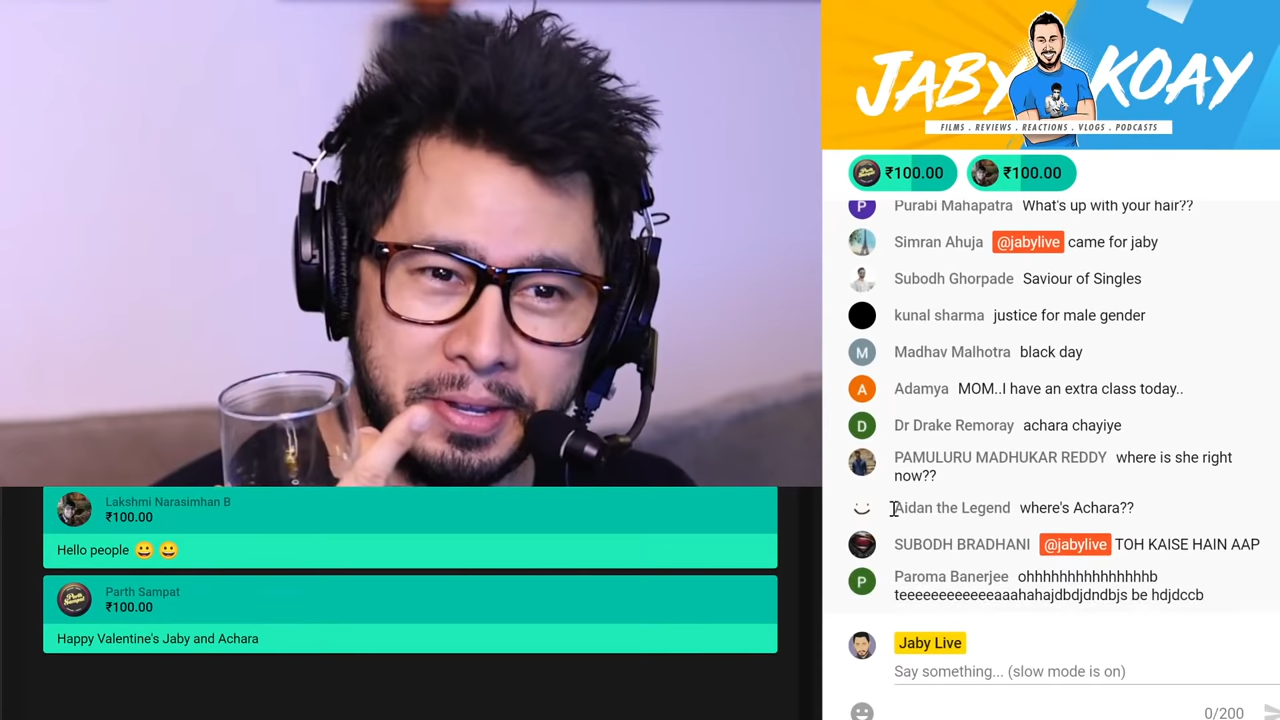 JABY KOAY
FILMS . REVIEWS . REACTIONS . VLOGS . PODCASTS
₹100.00 ₹100.00
Purabi Mahapatra What's up with your hair??
Simran Ahuja @jabylive came for jaby
Subodh Ghorpade Saviour of Singles
kunal sharma justice for male gender
M Madhav Malhotra black day
A Adamya MOM..I have an extra class today..
D Dr Drake Remoray achara chayiye
PAMULURU MADHUKAR REDDY where is she right
now??
Aidan the Legend where's Achara??
SUBODH BRADHANI @jabylive TOH KAISE HAIN AAP
P Paroma Banerjee ohhhhhhhhhhhhhhhb
teeeeeeeeeeeeaaahahajdbdjdndbjs be hdjdccb
Jaby Live
Say something... (slow mode is on)
0/200
Lakshmi Narasimhan B
₹100.00
Hello people
Parth Sampat
Parth Sampat
₹100.00
Happy Valentine's Jaby and Achara